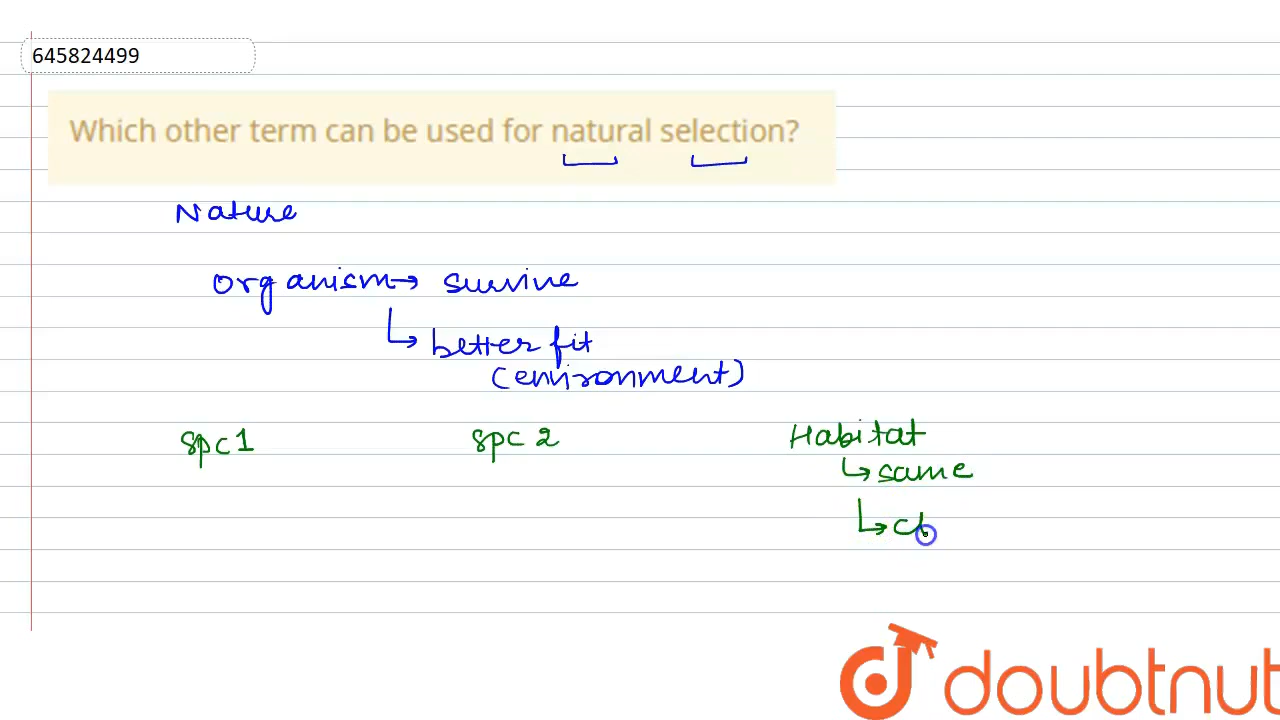 645824499
Which other term can be used for natural selection?
Nature
organism → survive
↳ better fit
(environment)
spc 1 spc 2 Habitat
↳ same
↳
doubtnut